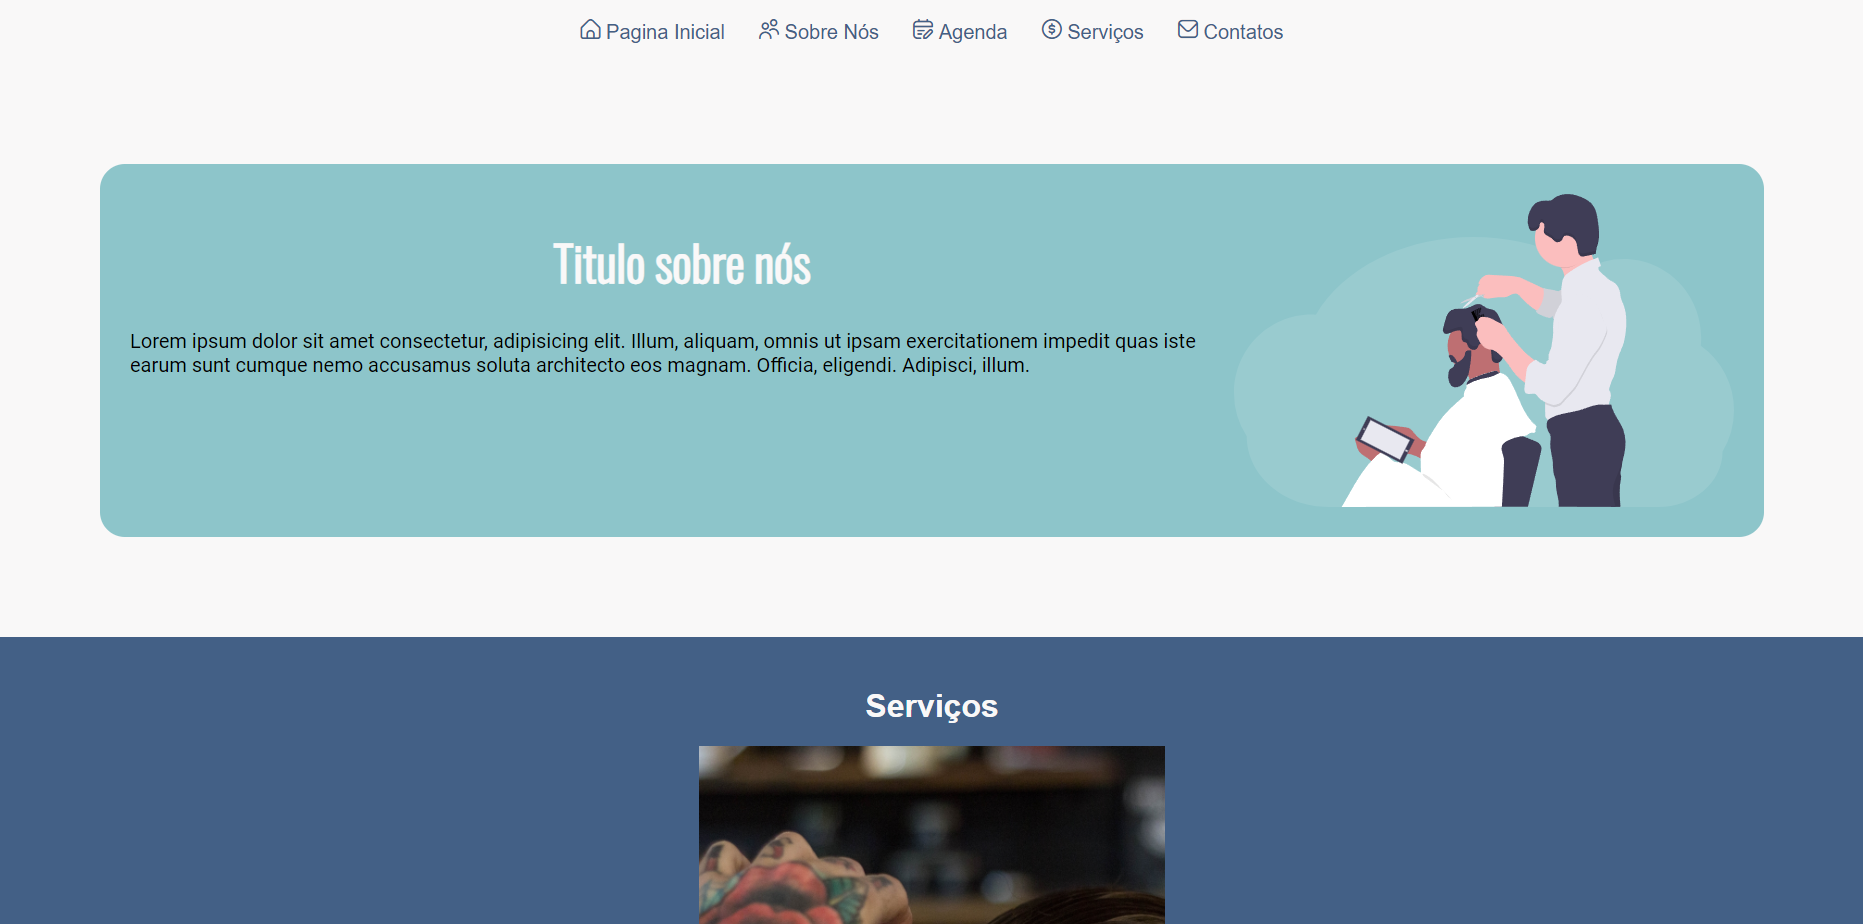 Pagina Inicial Sobre Nós Agenda Serviços Contatos
Titulo sobre nós
Lorem ipsum dolor sit amet consectetur, adipisicing elit. Illum, aliquam, omnis ut ipsam exercitationem impedit quas iste
earum sunt cumque nemo accusamus soluta architecto eos magnam. Officia, eligendi. Adipisci, illum.
Serviços